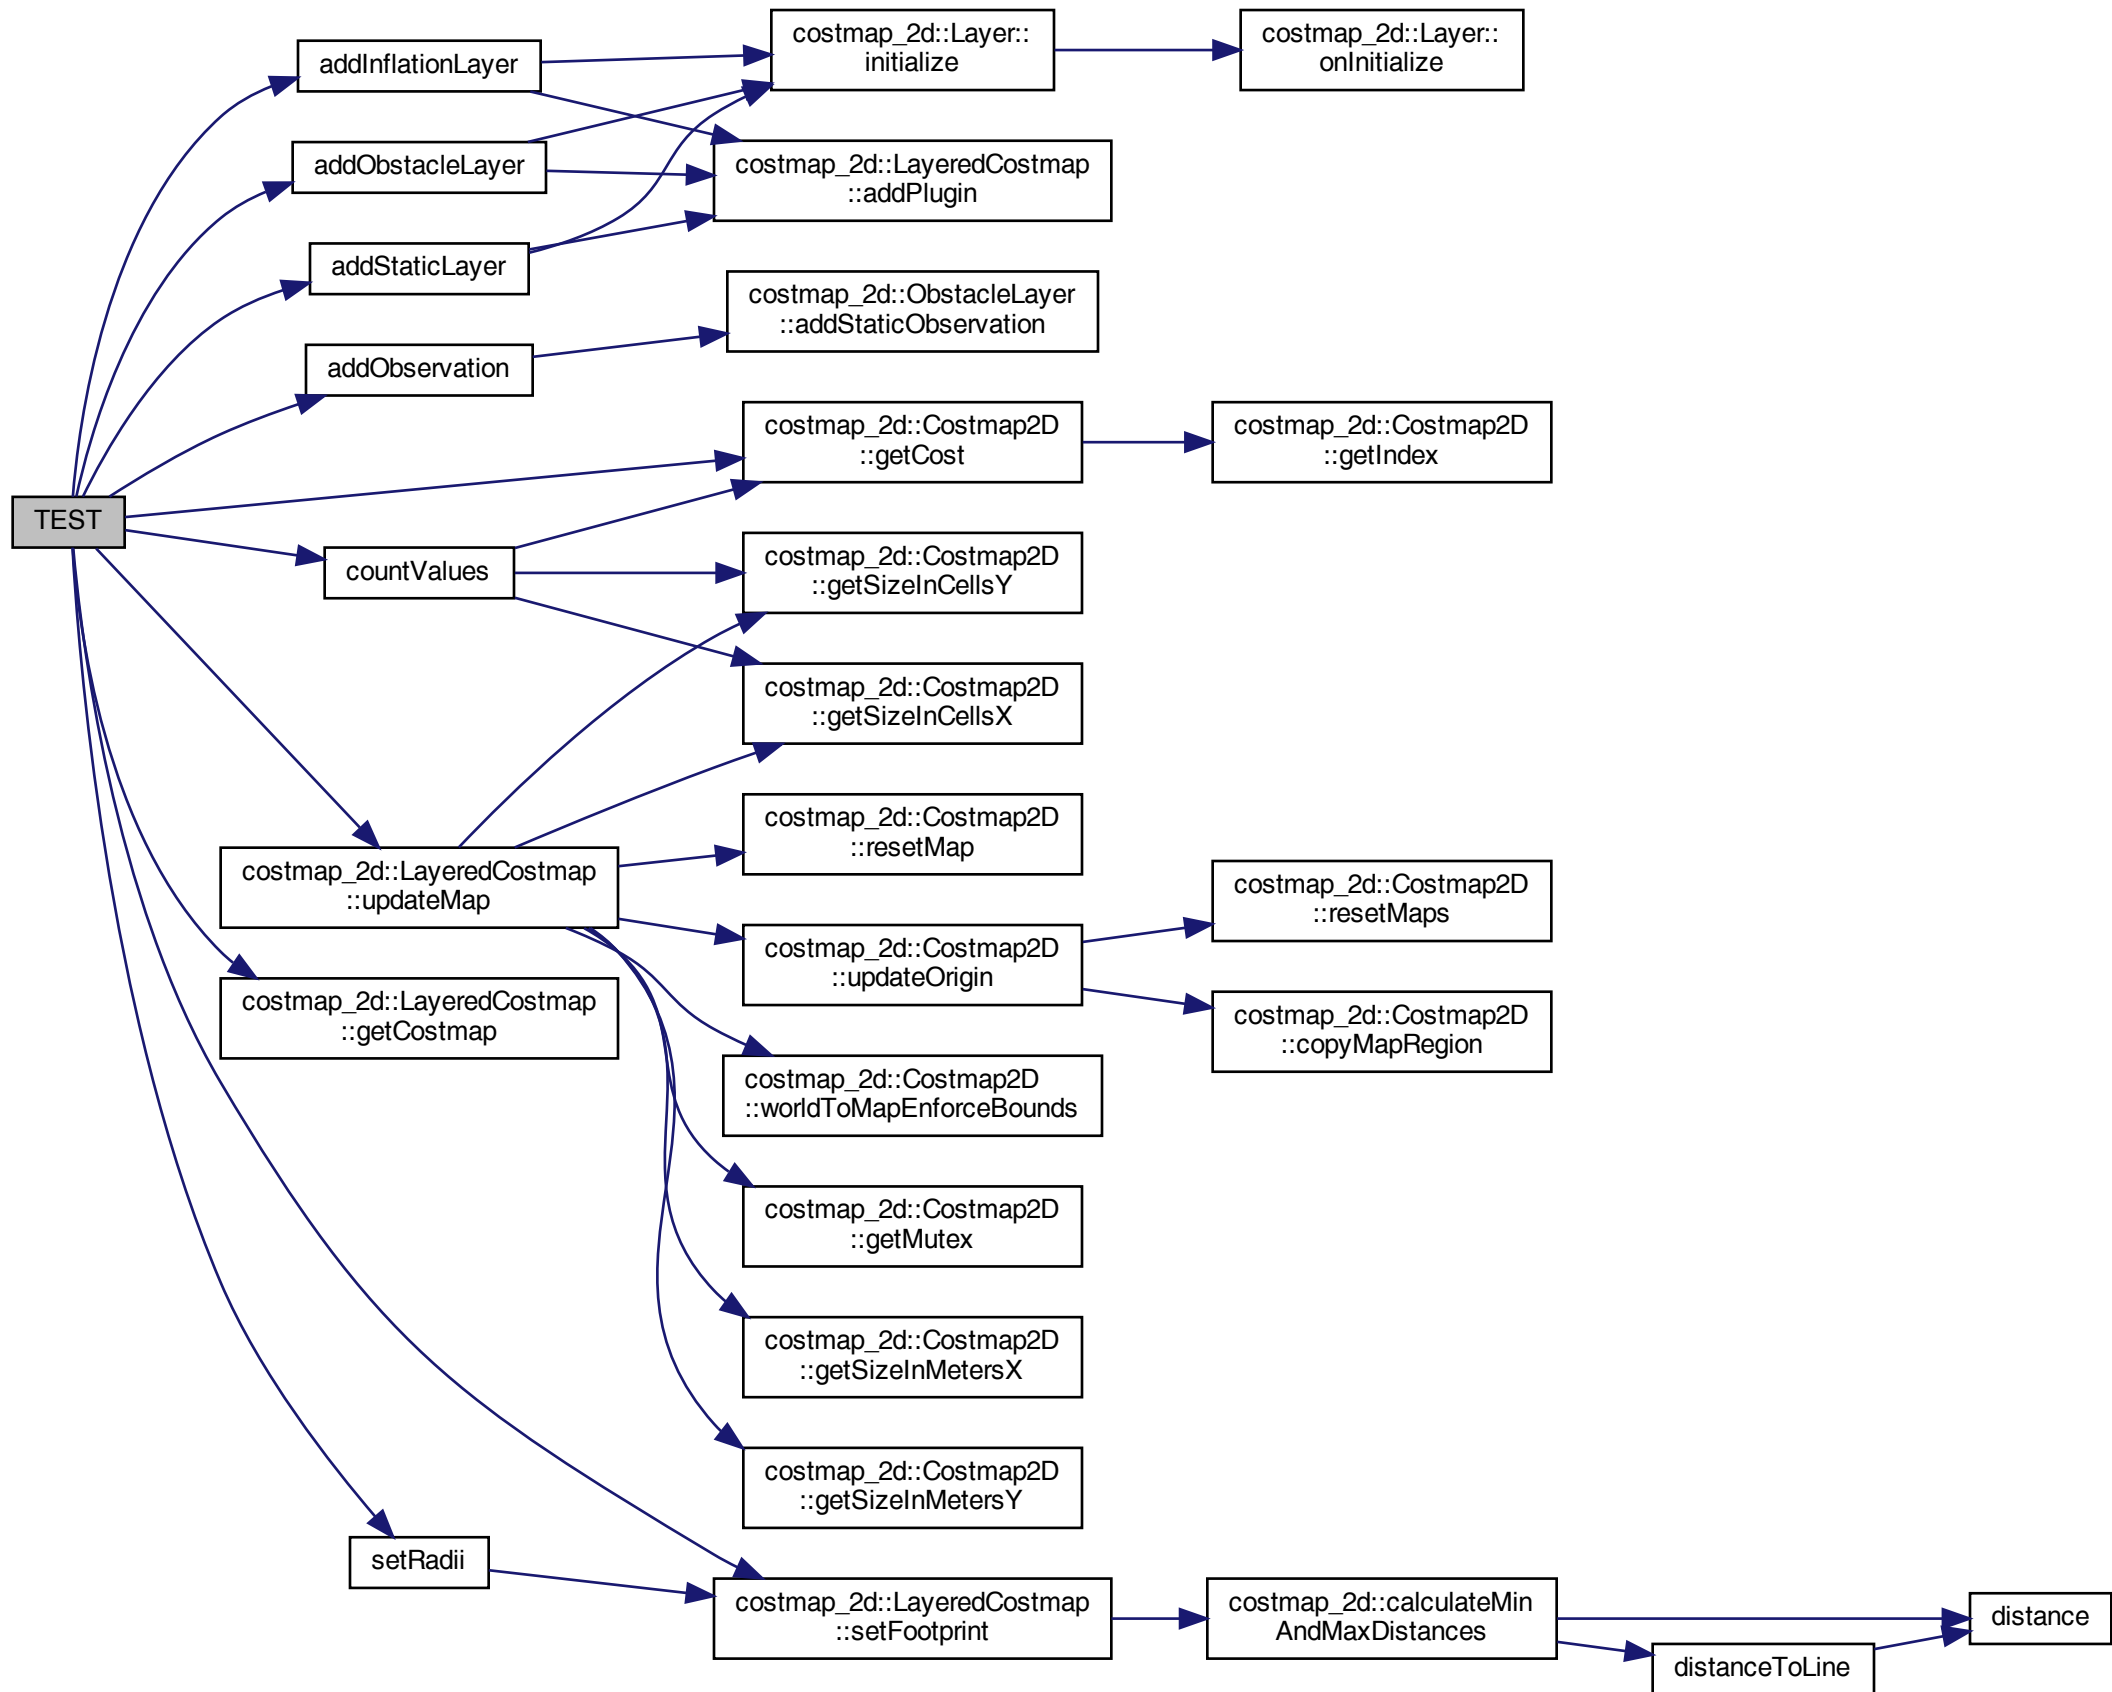 TEST
addInflationLayer
addObstacleLayer
addStaticLayer
addObservation
countValues
costmap_2d::LayeredCostmap
::updateMap
costmap_2d::LayeredCostmap
::getCostmap
setRadii
costmap_2d::Layer::
initialize
costmap_2d::LayeredCostmap
::addPlugin
costmap_2d::ObstacleLayer
::addStaticObservation
costmap_2d::Costmap2D
::getCost
costmap_2d::Costmap2D
::getSizeInCellsY
costmap_2d::Costmap2D
::getSizeInCellsX
costmap_2d::Costmap2D
::resetMap
costmap_2d::Costmap2D
::updateOrigin
costmap_2d::Costmap2D
::worldToMapEnforceBounds
costmap_2d::Costmap2D
::getMutex
costmap_2d::Costmap2D
::getSizeInMetersX
costmap_2d::Costmap2D
::getSizeInMetersY
costmap_2d::LayeredCostmap
::setFootprint
costmap_2d::Layer::
onInitialize
costmap_2d::Costmap2D
::getIndex
costmap_2d::Costmap2D
::resetMaps
costmap_2d::Costmap2D
::copyMapRegion
costmap_2d::calculateMin
AndMaxDistances
distance
distanceToLine